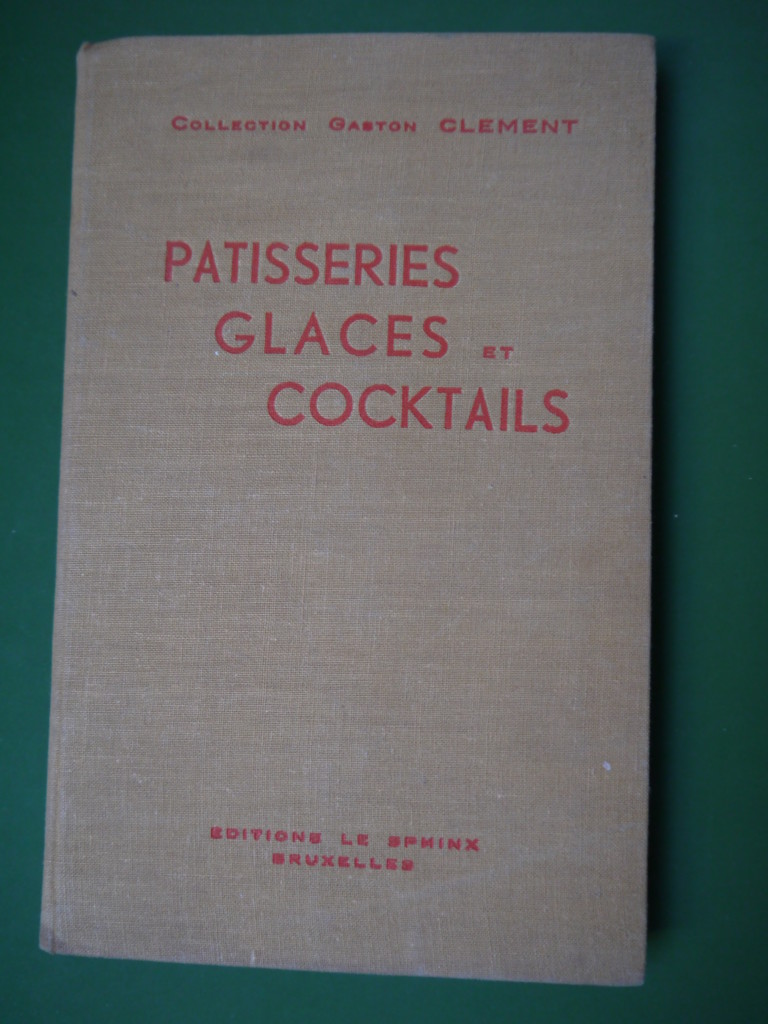 Collection Gaston CLEMENT
PATISSERIES
GLACES ET
COCKTAILS
EDITIONS LE SPHINX
BRUXELLES